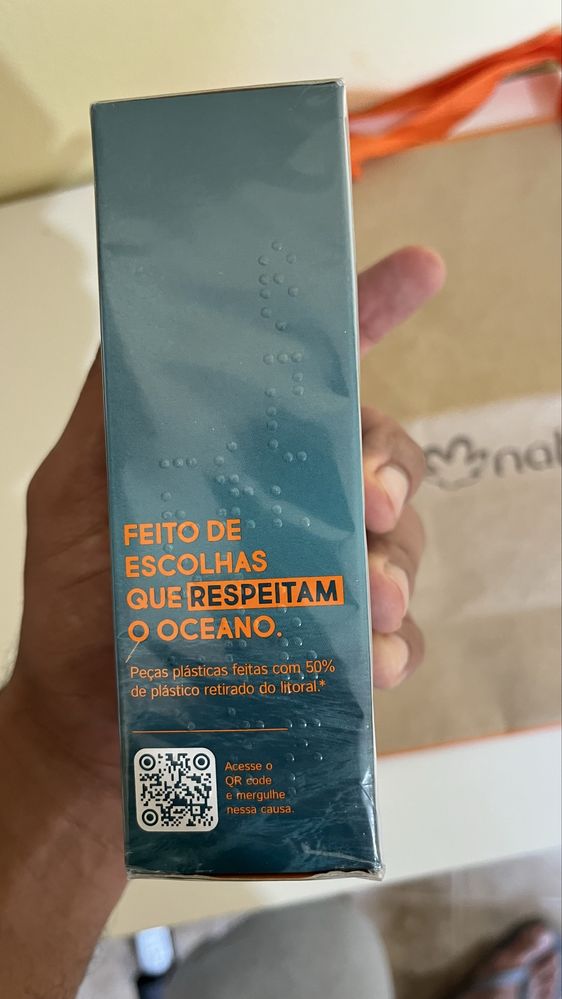 FEITO DE
ESCOLHAS
QUE RESPEITAM
O OCEANO.
Peças plásticas feitas com 50%
de plástico retirado do litoral.*
Acesse o
QR code
e mergulhe
nessa causa.